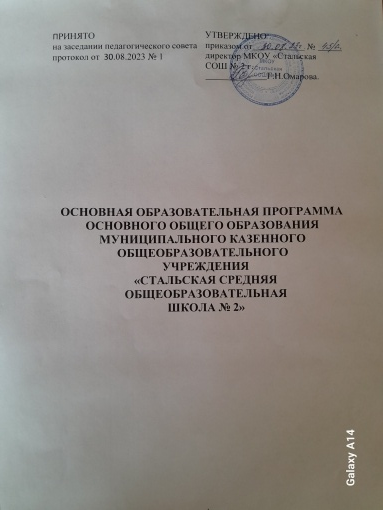 ПРИНЯТО
на заседании педагогического совета
протокол от 30.08.2023 № 1
УТВЕРЖДЕНО
приказом от №
директор МКОУ «Стальская
СОШ № 2
Г.Н.Омарова.
ОСНОВНАЯ ОБРАЗОВАТЕЛЬНАЯ ПРОГРАММА
ОСНОВНОГО ОБЩЕГО ОБРАЗОВАНИЯ
МУНИЦИПАЛЬНОГО КАЗЕННОГО
ОБЩЕОБРАЗОВАТЕЛЬНОГО
УЧРЕЖДЕНИЯ
«СТАЛЬСКАЯ СРЕДНЯЯ
ОБЩЕОБРАЗОВАТЕЛЬНАЯ
ШКОЛА № 2»
Galaxy A14